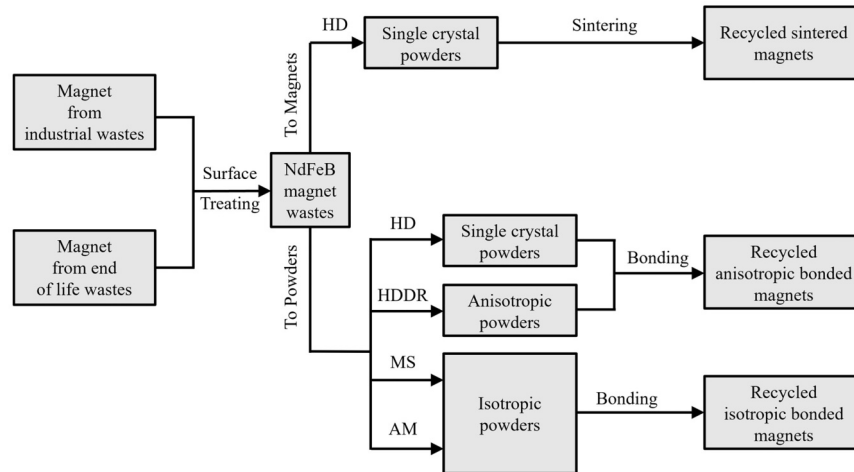 Magnet
from
industrial wastes
Magnet
from end
of life wastes
Surface
Treating
NdFeB
magnet
wastes
To Magnets
HD
Single crystal
powders
Sintering
Recycled sintered
magnets
To Powders
HD
Single crystal
powders
HDDR
Anisotropic
powders
Bonding
Recycled
anisotropic bonded
magnets
MS
AM
Isotropic
powders
Bonding
Recycled
isotropic bonded
magnets